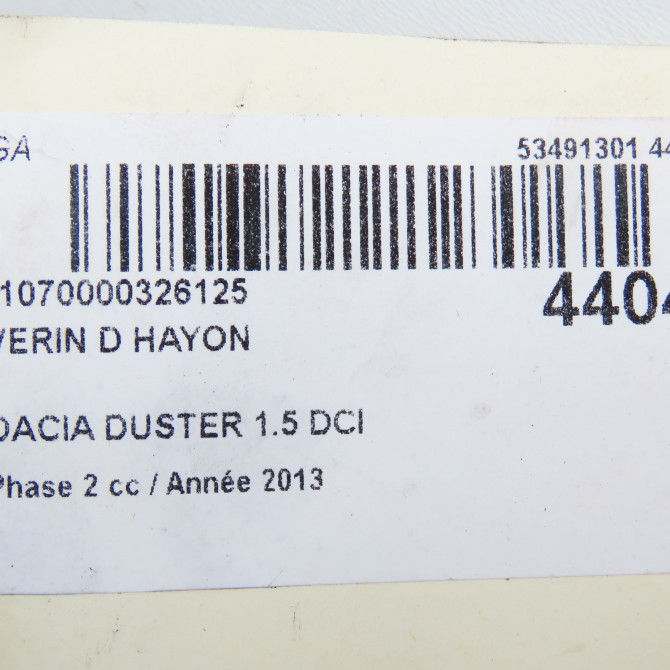 GA 53491301 44
1070000326125
4404
VERIN D HAYON
DACIA DUSTER 1.5 DCI
Phase 2 cc / Année 2013